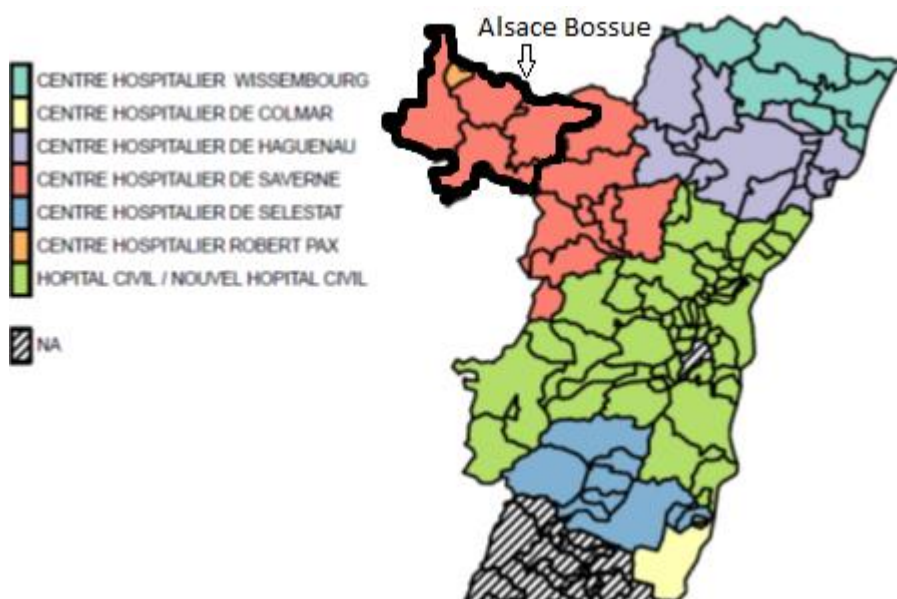 Alsace Bossue
CENTRE HOSPITALIER WISSEMBOURG
CENTRE HOSPITALIER DE COLMAR
CENTRE HOSPITALIER DE HAGUENAU
CENTRE HOSPITALIER DE SAVERNE
CENTRE HOSPITALIER DE SELESTAT
CENTRE HOSPITALIER ROBERT PAX
HOPITAL CIVIL / NOUVEL HOPITAL CIVIL
NA